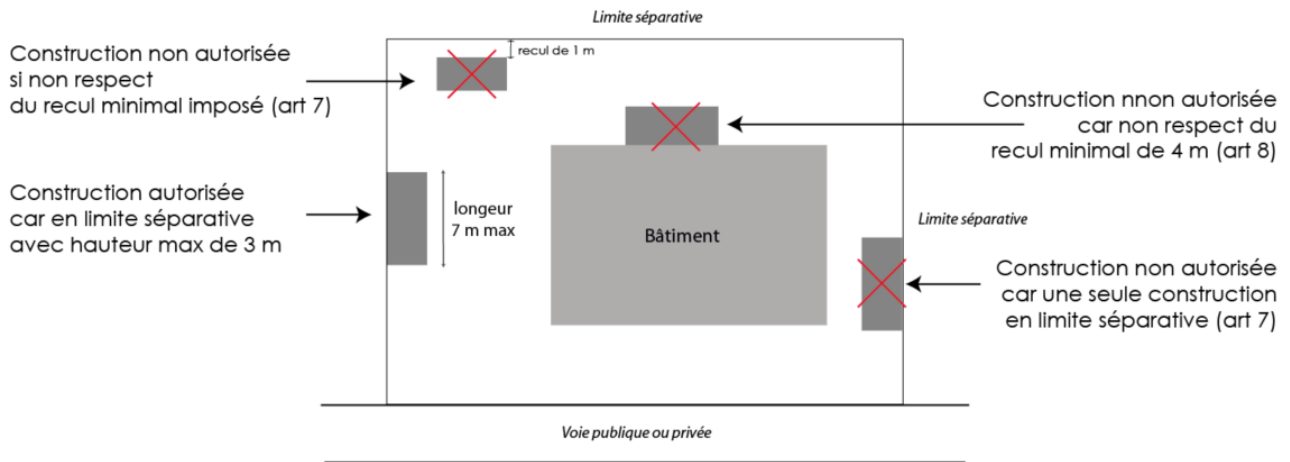 Limite séparative
recul de 1 m
Construction non autorisée
si non respect
du recul minimal imposé (art 7)
Construction nnon autorisée
car non respect du
recul minimal de 4 m (art 8)
Construction autorisée
car en limite séparative
avec hauteur max de 3 m
longeur
7 m max
Bâtiment
Limite séparative
Construction non autorisée
car une seule construction
en limite séparative (art 7)
Voie publique ou privée